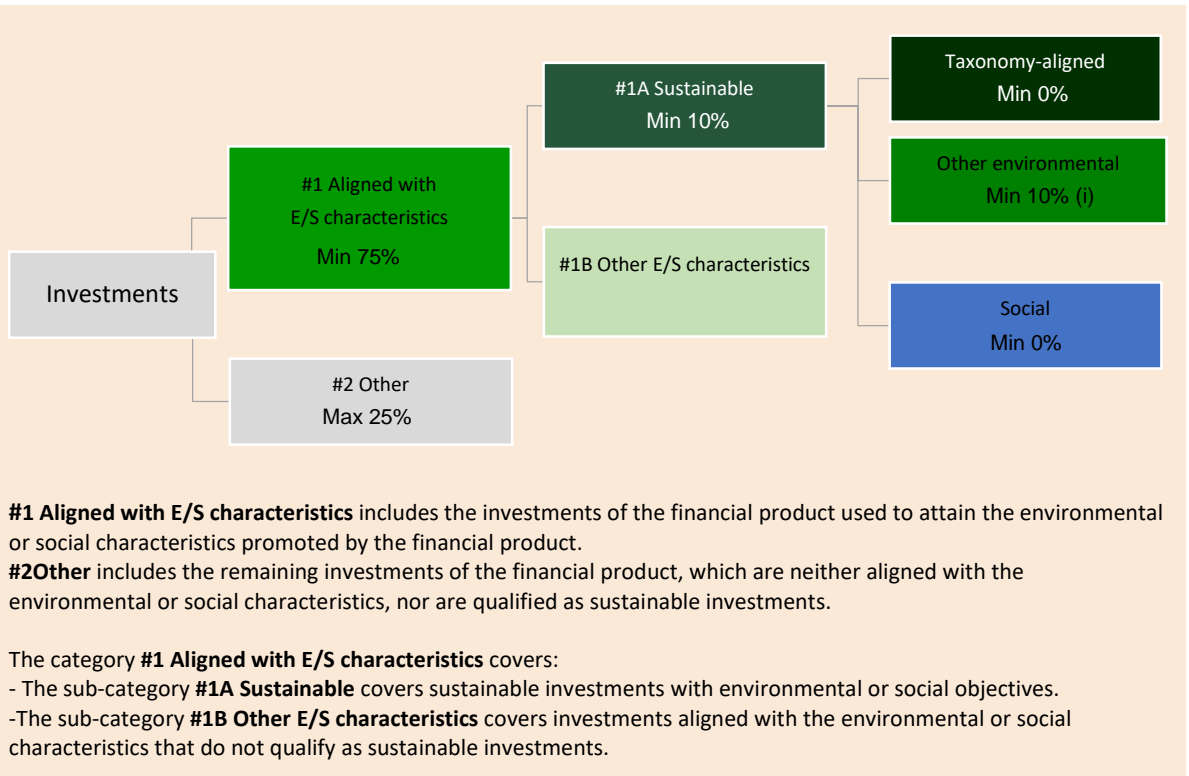 Investments
#1 Aligned with
E/S characteristics
Min 75%
#2 Other
Max 25%
#1A Sustainable
Min 10%
#1B Other E/S characteristics
Taxonomy-aligned
Min 0%
Other environmental
Min 10% (i)
Social
Min 0%
#1 Aligned with E/S characteristics includes the investments of the financial product used to attain the environmental
or social characteristics promoted by the financial product.
#2Other includes the remaining investments of the financial product, which are neither aligned with the
environmental or social characteristics, nor are qualified as sustainable investments.
The category #1 Aligned with E/S characteristics covers:
- The sub-category #1A Sustainable covers sustainable investments with environmental or social objectives.
-The sub-category #1B Other E/S characteristics covers investments aligned with the environmental or social
characteristics that do not qualify as sustainable investments.